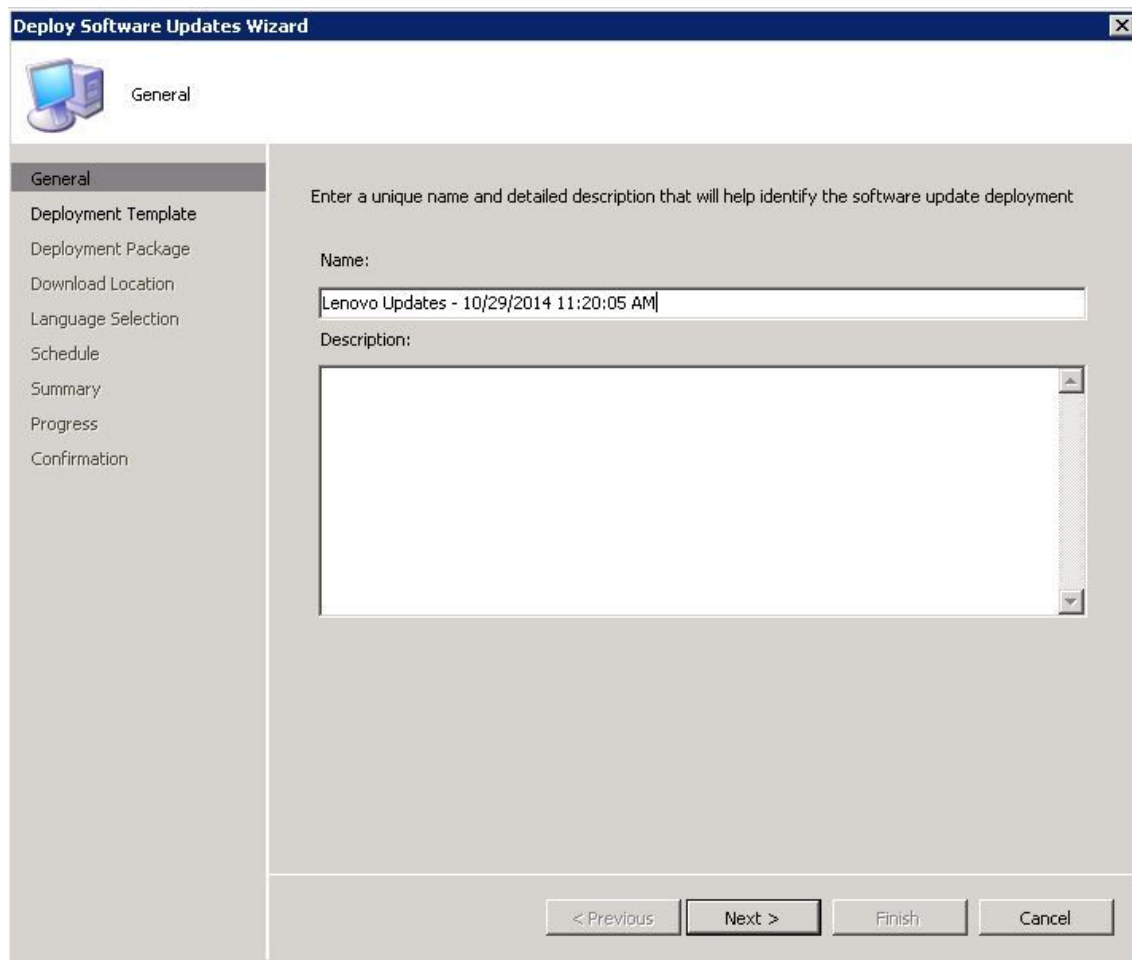 Deploy Software Updates Wizard
General
General
Deployment Template
Deployment Package
Download Location
Language Selection
Schedule
Summary
Progress
Confirmation
Enter a unique name and detailed description that will help identify the software update deployment
Name:
Lenovo Updates - 10/29/2014 11:20:05 AM
Description:
< Previous
Next >
Finish
Cancel